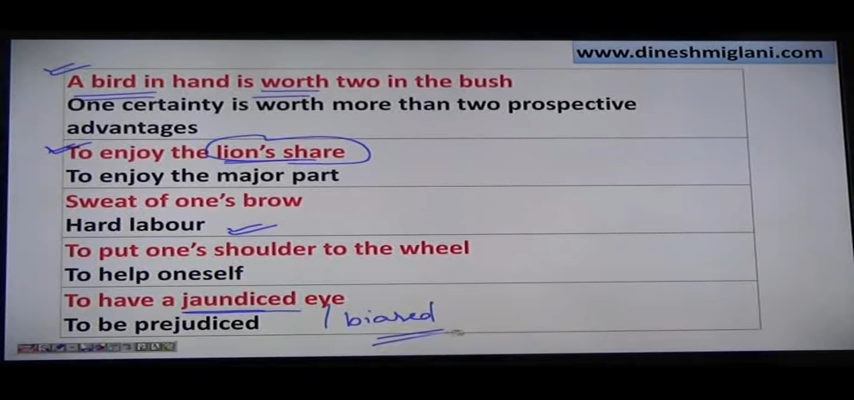 www.dineshmiglani.com
A bird in hand is worth two in the bush
One certainty is worth more than two prospective
advantages
To enjoy the lion's share
To enjoy the major part
Sweat of one's brow
Hard labour
To put one's shoulder to the wheel
To help oneself
To have a jaundiced eye
To be prejudiced / biased